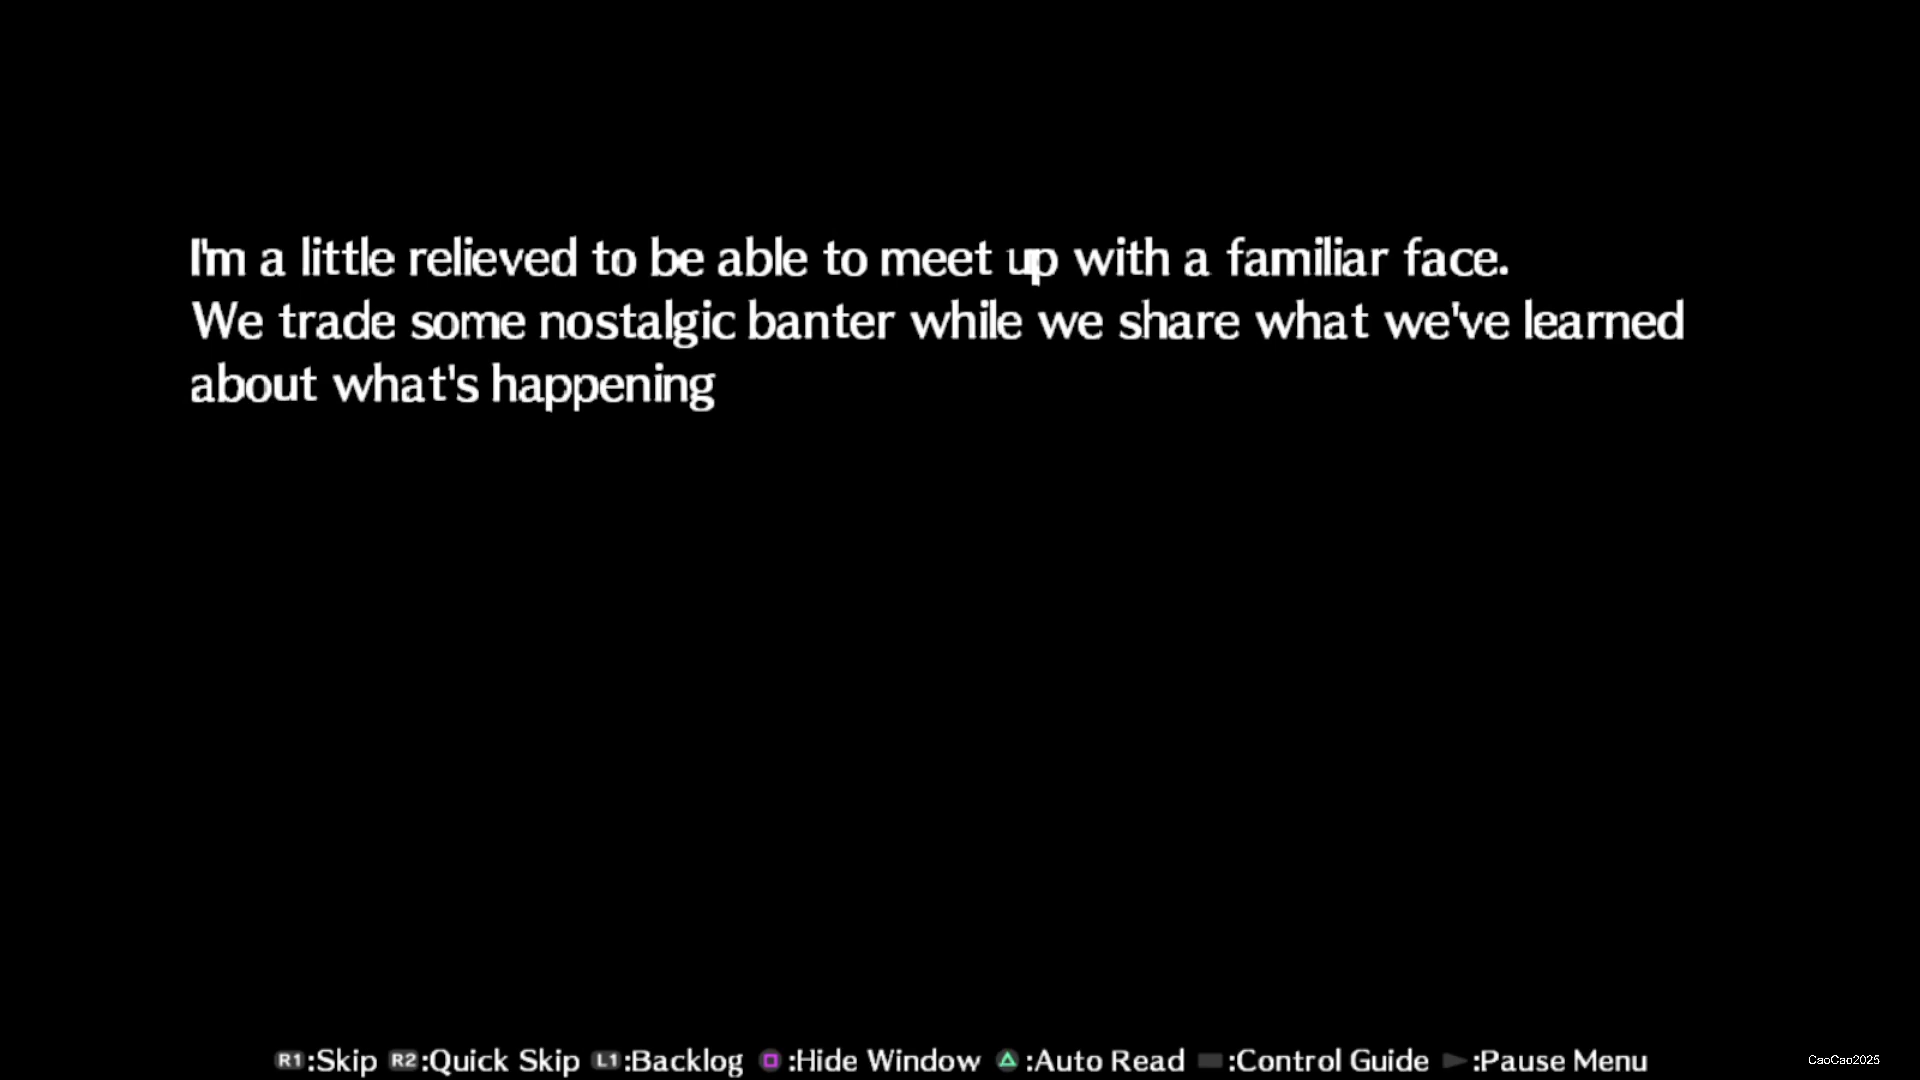 I'm a little relieved to be able to meet up with a familiar face.
We trade some nostalgic banter while we share what we've learned
about what's happening
R1:Skip R2:Quick Skip L1:Backlog :Hide Window :Auto Read :Control Guide :Pause Menu
CaoCao2025